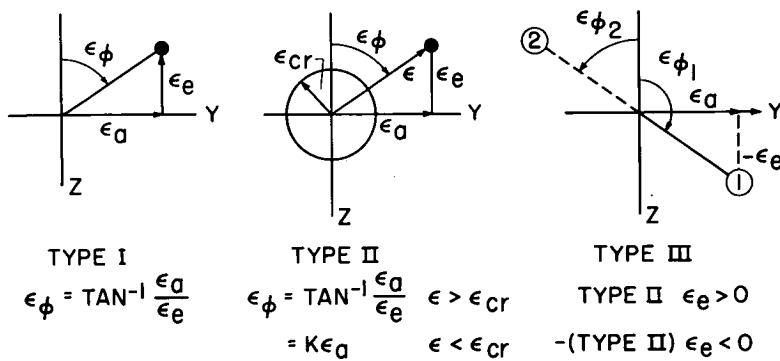 ϵφ
ϵe
ϵa
Y
Z
TYPE I
ϵφ = TAN⁻¹ ϵa/ϵe
ϵcr
ϵφ
ϵ
ϵe
ϵa
Y
Z
TYPE II
ϵφ = TAN⁻¹ ϵa/ϵe ϵ > ϵcr
= Kϵa ϵ < ϵcr
2
ϵφ2
ϵφ1
ϵa
Y
-ϵe
1
Z
TYPE III
TYPE II ϵe > 0
-(TYPE II) ϵe < 0